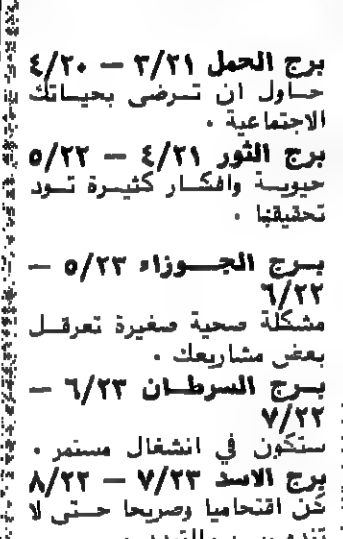 برج الحمل ٣/٢١ — ٤/٢٠
حاول ان ترضى بحياتك
الاجتماعية .
برج الثور ٤/٢١ — ٥/٢٢
حيوية وافكار كثيرة تود
تحقيقها .
برج الجوزاء ٥/٢٣ —
٦/٢٢
مشكلة صحية صغيرة تعرقل
بعض مشاريعك .
برج السرطان ٦/٢٣ —
٧/٢٢
ستكون في انشغال مستمر .
برج الاسد ٧/٢٣ — ٨/٢٢
كن اقتحاميا وصريحا حتى لا